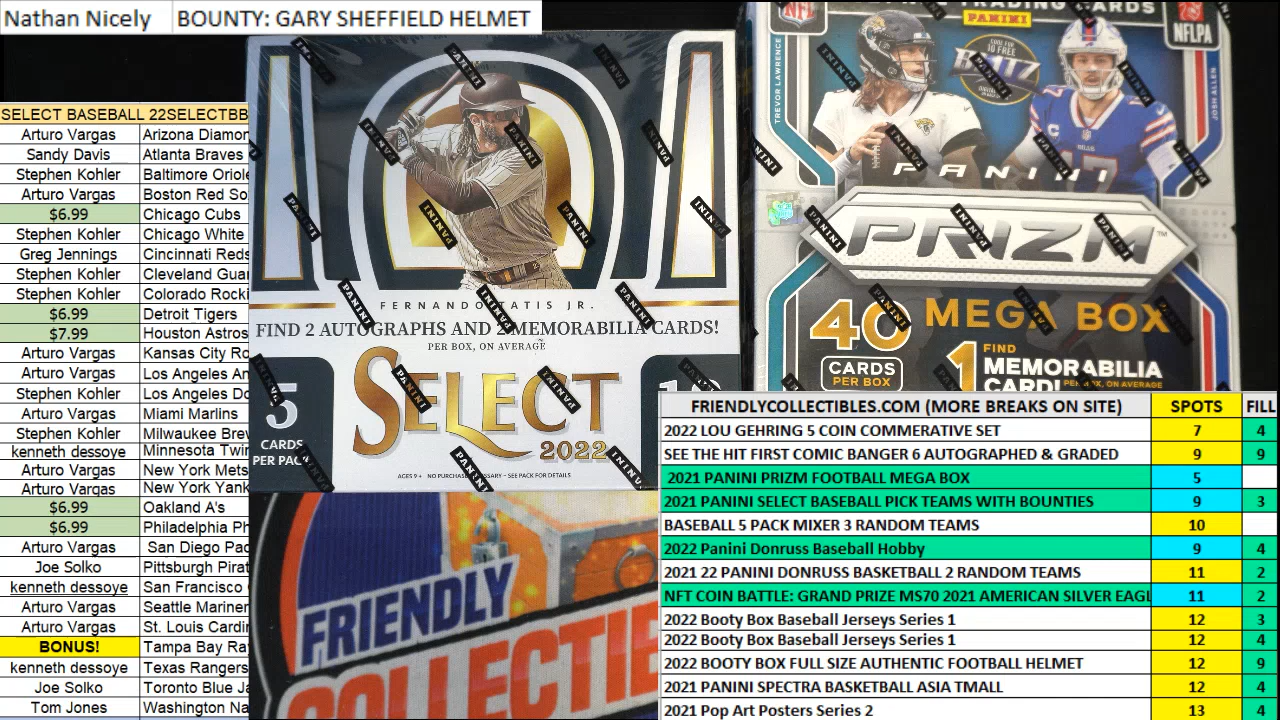 Nathan Nicely BOUNTY: GARY SHEFFIELD HELMET
SELECT BASEBALL 22SELECTBB
Arturo Vargas Arizona Diamon
Sandy Davis Atlanta Braves
Stephen Kohler Baltimore Oriole
Arturo Vargas Boston Red So
$6.99 Chicago Cubs
Stephen Kohler Chicago White
Greg Jennings Cincinnati Reds
Stephen Kohler Cleveland Guar
Stephen Kohler Colorado Rocki
$6.99 Detroit Tigers
$7.99 Houston Astros
Arturo Vargas Kansas City Ro
Arturo Vargas Los Angeles An
Stephen Kohler Los Angeles Do
Arturo Vargas Miami Marlins
Stephen Kohler Milwaukee Brew
kenneth dessoye Minnesota Twin
Arturo Vargas New York Mets
Arturo Vargas New York Yank
$6.99 Oakland A's
$6.99 Philadelphia Ph
Arturo Vargas San Diego Pad
Joe Solko Pittsburgh Pirat
kenneth dessoye San Francisco
Arturo Vargas Seattle Mariner
Arturo Vargas St. Louis Cardin
BONUS! Tampa Bay Ray
kenneth dessoye Texas Rangers
Joe Solko Toronto Blue Ja
Tom Jones Washington Na
FERNANDO TATIS JR.
FIND 2 AUTOGRAPHS AND 2 MEMORABILIA CARDS!
PER BOX, ON AVERAGE
SELECT
2022
5
CARDS
PER PACK
FRIENDLY
COLLECTIE
TRADING CARDS
PANINI
NFL
NFLPA
TREVOR LAWRENCE
JOSH ALLEN
BLITZ
PANINI
PRIZM
40 MEGA BOX
CARDS
PER BOX
1 FIND
MEMORABILIA
CARD! PER BOX, ON AVERAGE
FRIENDLYCOLLECTIBLES.COM (MORE BREAKS ON SITE) SPOTS FILL
2022 LOU GEHRING 5 COIN COMMERATIVE SET 7 4
SEE THE HIT FIRST COMIC BANGER 6 AUTOGRAPHED & GRADED 9 9
2021 PANINI PRIZM FOOTBALL MEGA BOX 5
2021 PANINI SELECT BASEBALL PICK TEAMS WITH BOUNTIES 9 3
BASEBALL 5 PACK MIXER 3 RANDOM TEAMS 10
2022 Panini Donruss Baseball Hobby 9 4
2021 22 PANINI DONRUSS BASKETBALL 2 RANDOM TEAMS 11 2
NFT COIN BATTLE: GRAND PRIZE MS70 2021 AMERICAN SILVER EAGL 11 2
2022 Booty Box Baseball Jerseys Series 1 12 3
2022 Booty Box Baseball Jerseys Series 1 12 4
2022 BOOTY BOX FULL SIZE AUTHENTIC FOOTBALL HELMET 12 9
2021 PANINI SPECTRA BASKETBALL ASIA TMALL 12 4
2021 Pop Art Posters Series 2 13 4